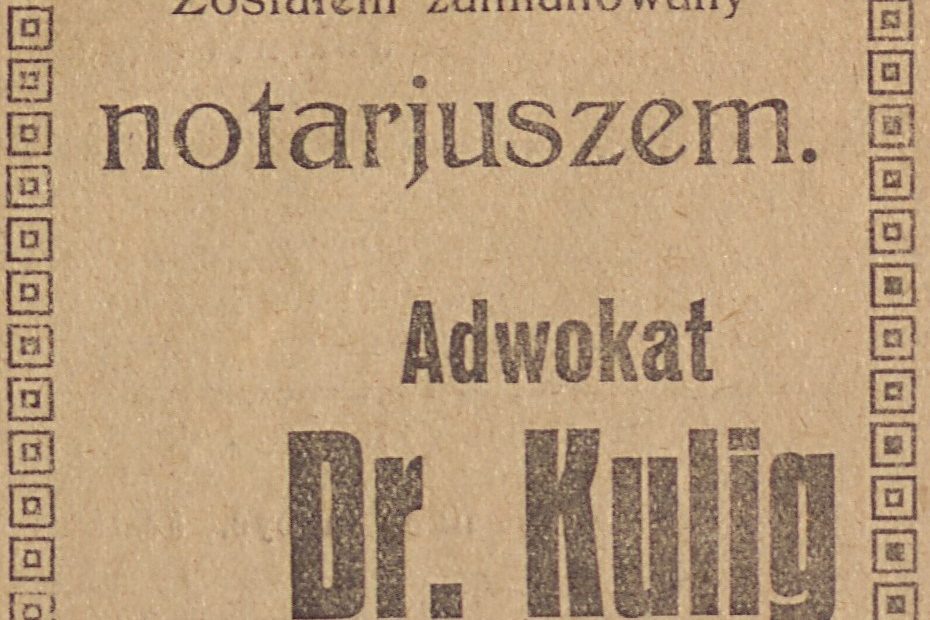 Zostałem zamianowany
notarjuszem.
Adwokat
Dr. Kulig